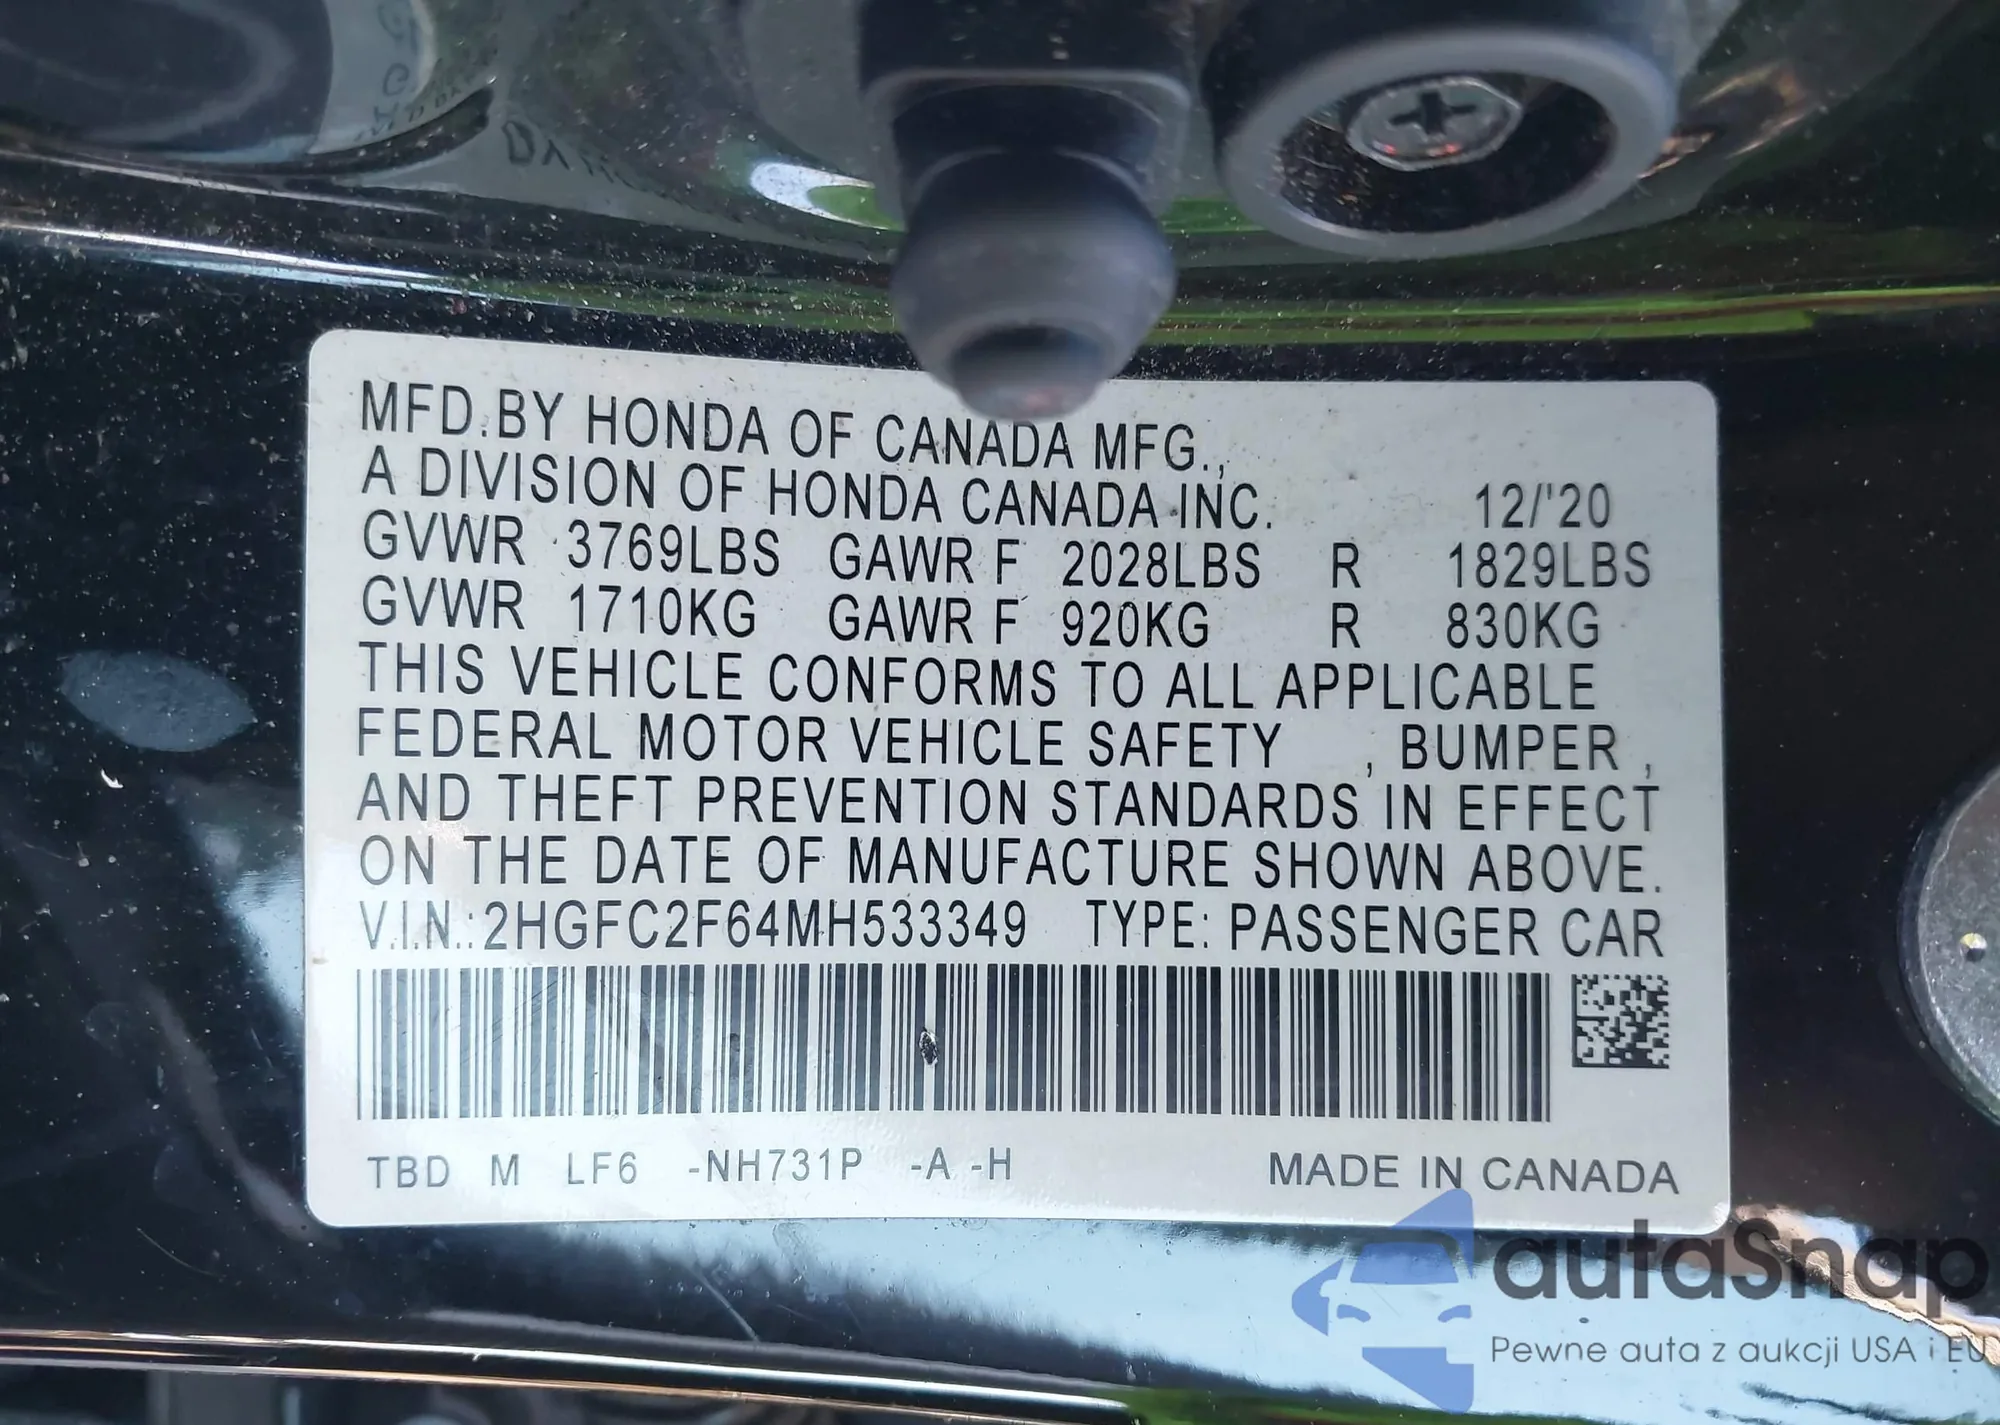 MFD.BY HONDA OF CANADA MFG.,
A DIVISION OF HONDA CANADA INC. 12/'20
GVWR 3769LBS GAWR F 2028LBS R 1829LBS
GVWR 1710KG GAWR F 920KG R 830KG
THIS VEHICLE CONFORMS TO ALL APPLICABLE
FEDERAL MOTOR VEHICLE SAFETY , BUMPER ,
AND THEFT PREVENTION STANDARDS IN EFFECT
ON THE DATE OF MANUFACTURE SHOWN ABOVE.
V.I.N.: 2HGFC2F64MH533349 TYPE: PASSENGER CAR
TBD M LF6 -NH731P -A -H MADE IN CANADA
autaSnap
Pewne auta z aukcji USA i EU